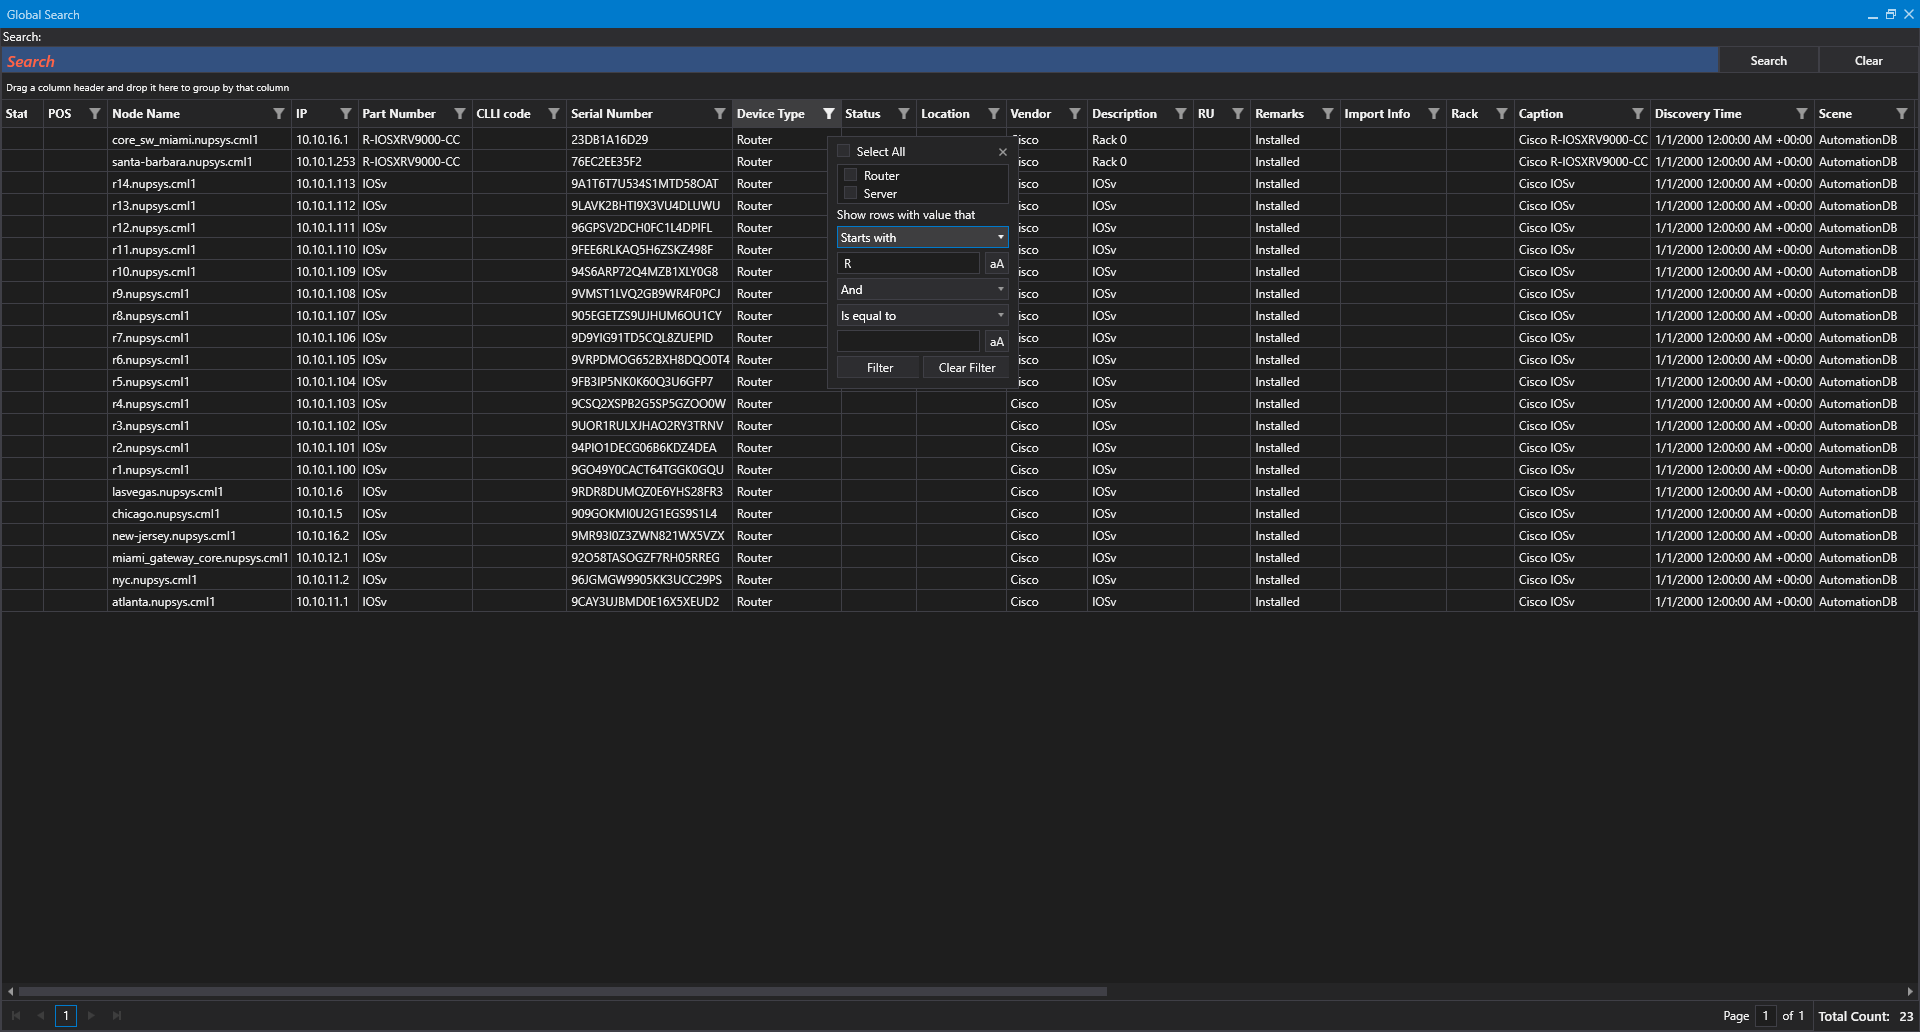 Global Search
Search:
Search Search Clear
Drag a column header and drop it here to group by that column
Stat POS Node Name IP Part Number CLLI code Serial Number Device Type Status Location Vendor Description RU Remarks Import Info Rack Caption Discovery Time Scene
core_sw_miami.nupsys.cml1 10.10.16.1 R-IOSXRV9000-CC 23DB1A16D29 Router isco Rack 0 Installed Cisco R-IOSXRV9000-CC 1/1/2000 12:00:00 AM +00:00 AutomationDB
santa-barbara.nupsys.cml1 10.10.1.253 R-IOSXRV9000-CC 76EC2EE35F2 Router isco Rack 0 Installed Cisco R-IOSXRV9000-CC 1/1/2000 12:00:00 AM +00:00 AutomationDB
r14.nupsys.cml1 10.10.1.113 IOSv 9A1T6T7U534S1MTD58OAT Router isco IOSv Installed Cisco IOSv 1/1/2000 12:00:00 AM +00:00 AutomationDB
r13.nupsys.cml1 10.10.1.112 IOSv 9LAVK2BHTI9X3VU4DLUWU Router isco IOSv Installed Cisco IOSv 1/1/2000 12:00:00 AM +00:00 AutomationDB
r12.nupsys.cml1 10.10.1.111 IOSv 96GPSV2DCH0FC1L4DPIFL Router isco IOSv Installed Cisco IOSv 1/1/2000 12:00:00 AM +00:00 AutomationDB
r11.nupsys.cml1 10.10.1.110 IOSv 9FEE6RLKAQ5H6ZSKZ498F Router isco IOSv Installed Cisco IOSv 1/1/2000 12:00:00 AM +00:00 AutomationDB
r10.nupsys.cml1 10.10.1.109 IOSv 94S6ARP72Q4MZB1XLY0G8 Router isco IOSv Installed Cisco IOSv 1/1/2000 12:00:00 AM +00:00 AutomationDB
r9.nupsys.cml1 10.10.1.108 IOSv 9VMST1LVQ2GB9WR4F0PCJ Router isco IOSv Installed Cisco IOSv 1/1/2000 12:00:00 AM +00:00 AutomationDB
r8.nupsys.cml1 10.10.1.107 IOSv 905EGETZS9UJHUM6OU1CY Router isco IOSv Installed Cisco IOSv 1/1/2000 12:00:00 AM +00:00 AutomationDB
r7.nupsys.cml1 10.10.1.106 IOSv 9D9YIG91TD5CQL8ZUEPID Router isco IOSv Installed Cisco IOSv 1/1/2000 12:00:00 AM +00:00 AutomationDB
r6.nupsys.cml1 10.10.1.105 IOSv 9VRPDMOG652BXH8DQO0T4 Router isco IOSv Installed Cisco IOSv 1/1/2000 12:00:00 AM +00:00 AutomationDB
r5.nupsys.cml1 10.10.1.104 IOSv 9FB3IP5NK0K60Q3U6GFP7 Router isco IOSv Installed Cisco IOSv 1/1/2000 12:00:00 AM +00:00 AutomationDB
r4.nupsys.cml1 10.10.1.103 IOSv 9CSQ2XSPB2G5SP5GZOO0W Router Cisco IOSv Installed Cisco IOSv 1/1/2000 12:00:00 AM +00:00 AutomationDB
r3.nupsys.cml1 10.10.1.102 IOSv 9UOR1RULXJHAO2RY3TRNV Router Cisco IOSv Installed Cisco IOSv 1/1/2000 12:00:00 AM +00:00 AutomationDB
r2.nupsys.cml1 10.10.1.101 IOSv 94PIO1DECG06B6KDZ4DEA Router Cisco IOSv Installed Cisco IOSv 1/1/2000 12:00:00 AM +00:00 AutomationDB
r1.nupsys.cml1 10.10.1.100 IOSv 9GO49Y0CACT64TGGK0GQU Router Cisco IOSv Installed Cisco IOSv 1/1/2000 12:00:00 AM +00:00 AutomationDB
lasvegas.nupsys.cml1 10.10.1.6 IOSv 9RDR8DUMQZ0E6YHS28FR3 Router Cisco IOSv Installed Cisco IOSv 1/1/2000 12:00:00 AM +00:00 AutomationDB
chicago.nupsys.cml1 10.10.1.5 IOSv 909GOKMI0U2G1EGS9S1L4 Router Cisco IOSv Installed Cisco IOSv 1/1/2000 12:00:00 AM +00:00 AutomationDB
new-jersey.nupsys.cml1 10.10.16.2 IOSv 9MR93I0Z3ZWN821WX5VZX Router Cisco IOSv Installed Cisco IOSv 1/1/2000 12:00:00 AM +00:00 AutomationDB
miami_gateway_core.nupsys.cml1 10.10.12.1 IOSv 92O58TASOGZF7RH05RREG Router Cisco IOSv Installed Cisco IOSv 1/1/2000 12:00:00 AM +00:00 AutomationDB
nyc.nupsys.cml1 10.10.11.2 IOSv 96JGMGW9905KK3UCC29PS Router Cisco IOSv Installed Cisco IOSv 1/1/2000 12:00:00 AM +00:00 AutomationDB
atlanta.nupsys.cml1 10.10.11.1 IOSv 9CAY3UJBMD0E16X5XEUD2 Router Cisco IOSv Installed Cisco IOSv 1/1/2000 12:00:00 AM +00:00 AutomationDB
Select All
Router
Server
Show rows with value that
Starts with
R aA
And
Is equal to
aA
Filter Clear Filter
1 Page 1 of 1 Total Count: 23